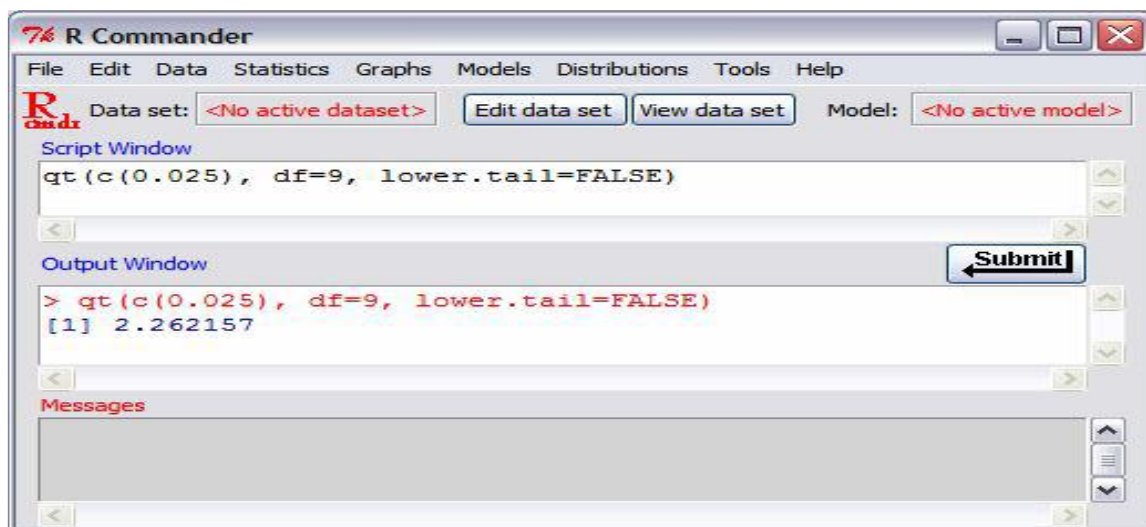 7% R Commander
File Edit Data Statistics Graphs Models Distributions Tools Help
R cmdr Data set: <No active dataset> Edit data set View data set Model: <No active model>
Script Window
qt(c(0.025), df=9, lower.tail=FALSE)
Output Window Submit
> qt(c(0.025), df=9, lower.tail=FALSE)
[1] 2.262157
Messages